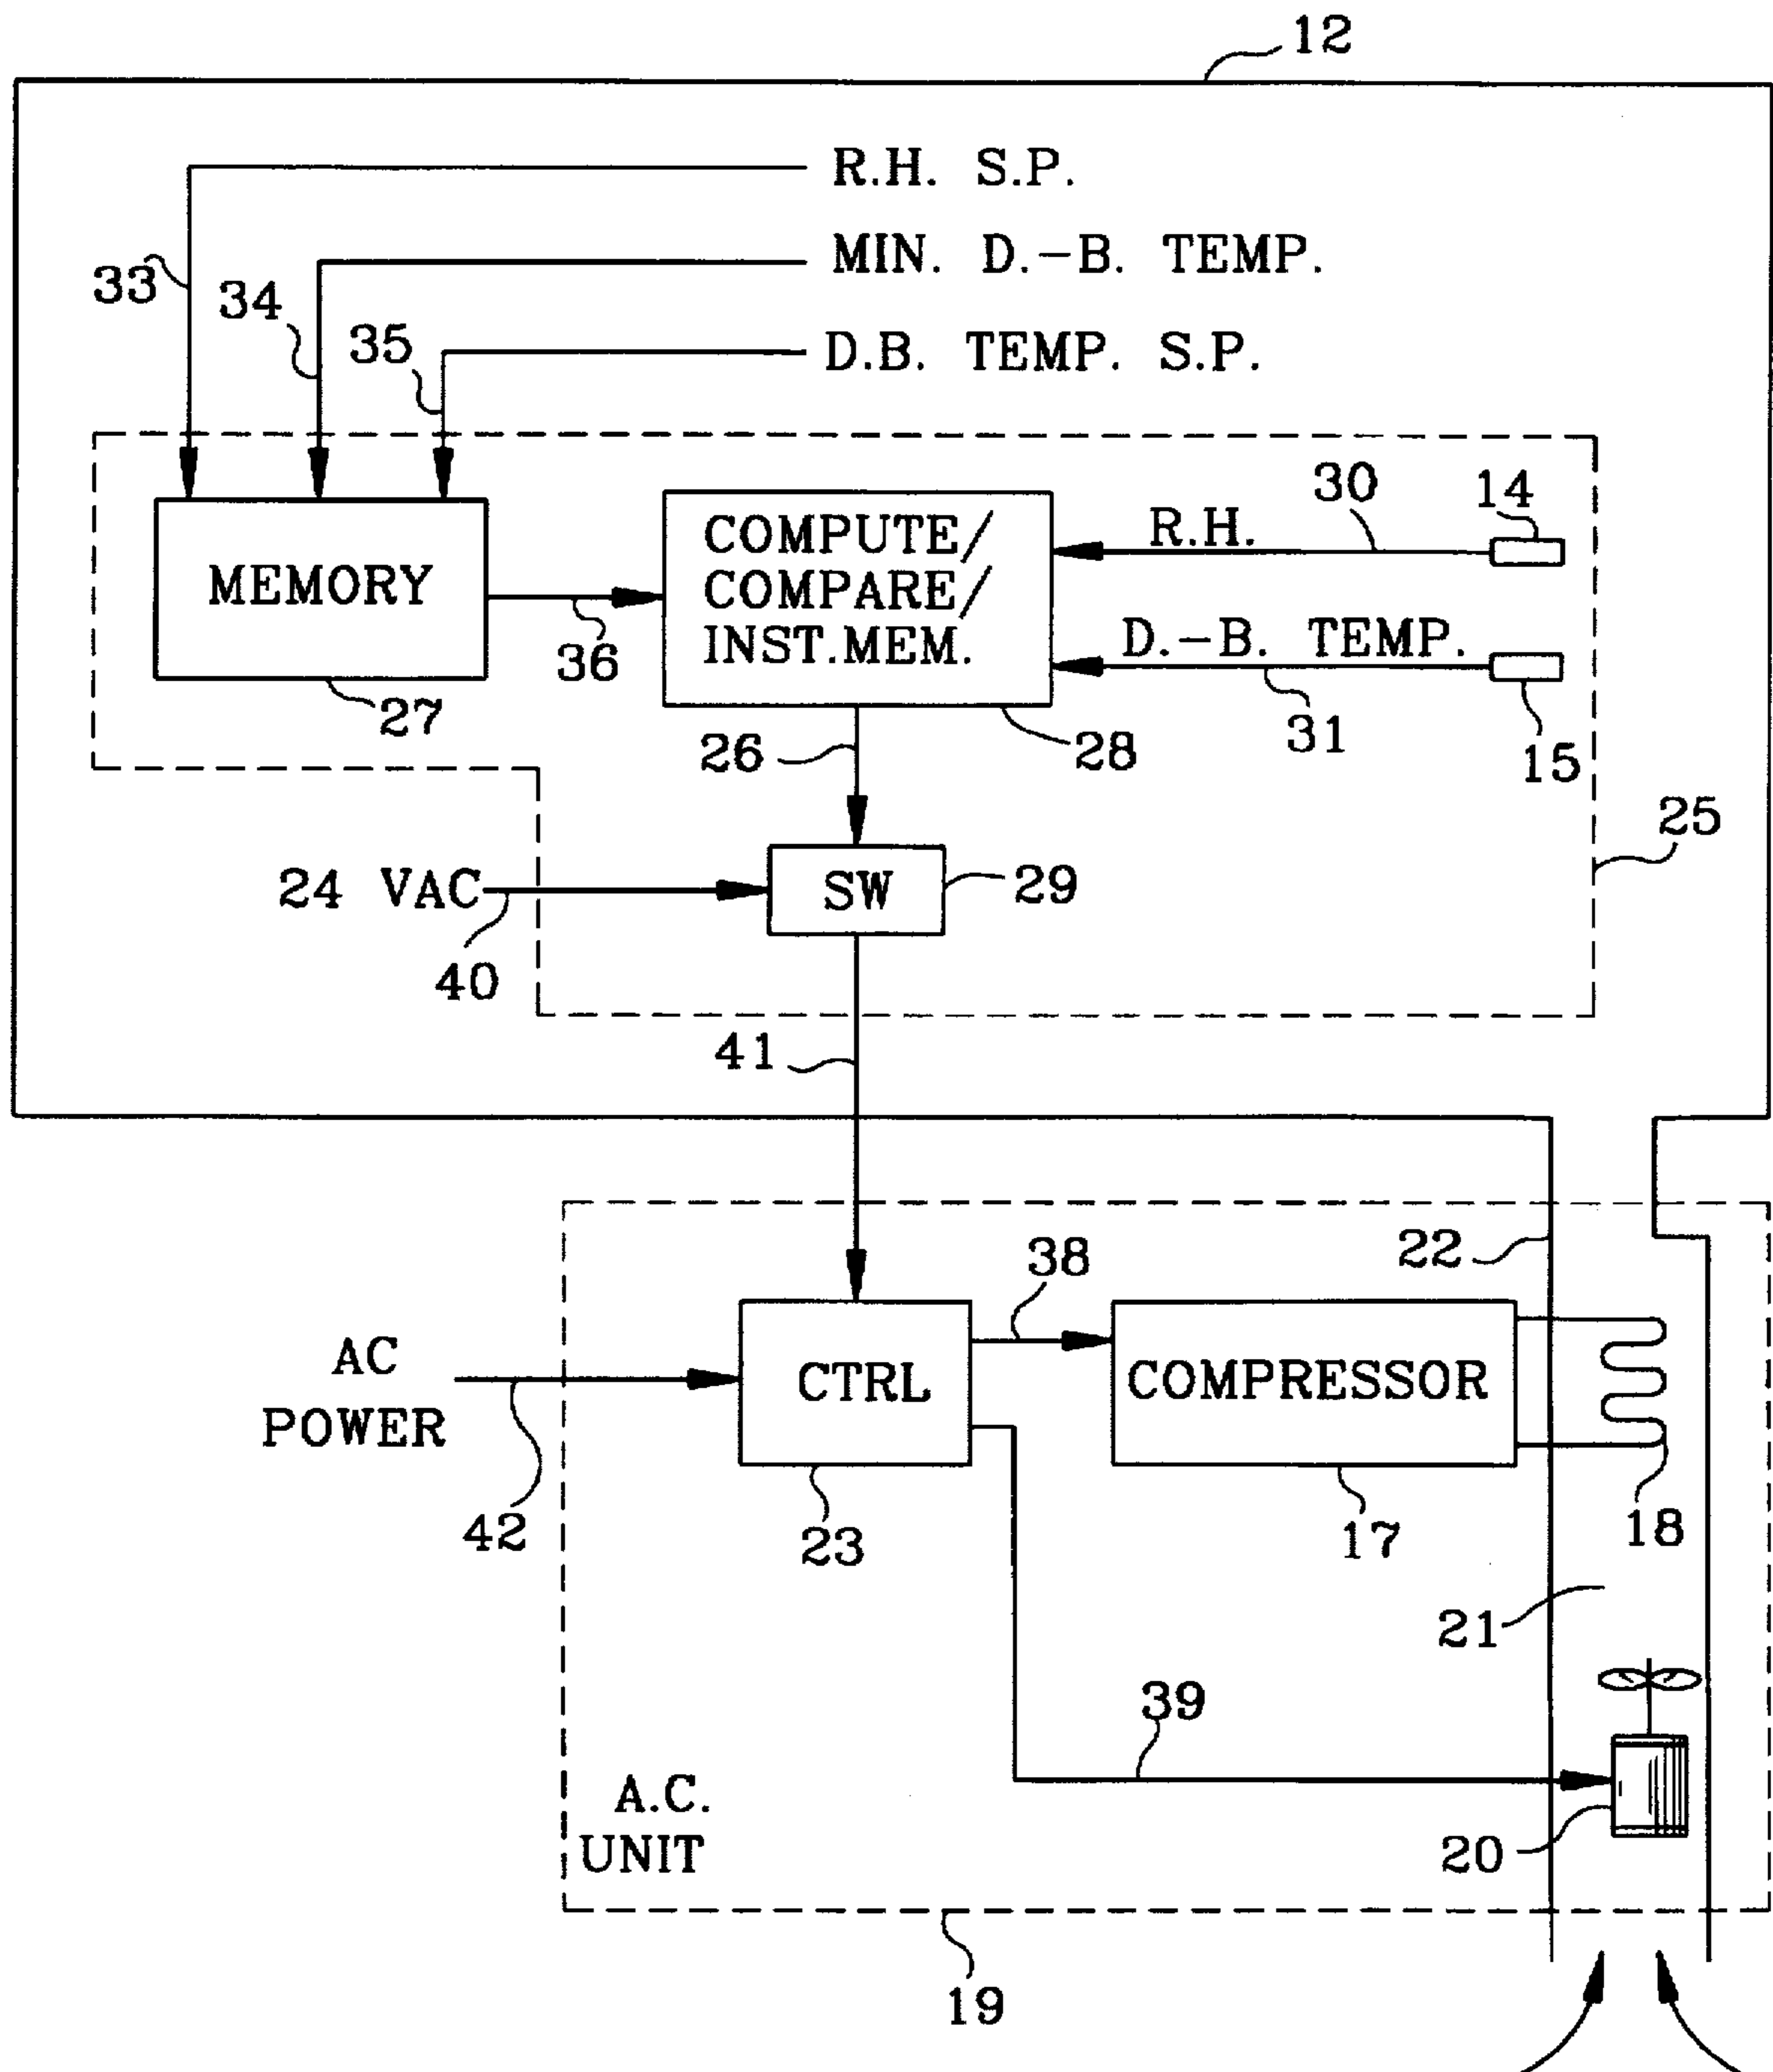 12
R.H. S.P.
MIN. D.-B. TEMP.
D.B. TEMP. S.P.
33
34
35
30
14
R.H.
COMPUTE/
COMPARE/
INST.MEM.
MEMORY
36
D.-B. TEMP.
27
26
28
31
15
25
24 VAC
SW
29
40
41
22
38
AC
POWER
CTRL
COMPRESSOR
42
23
17
18
21
39
A.C.
UNIT
20
19